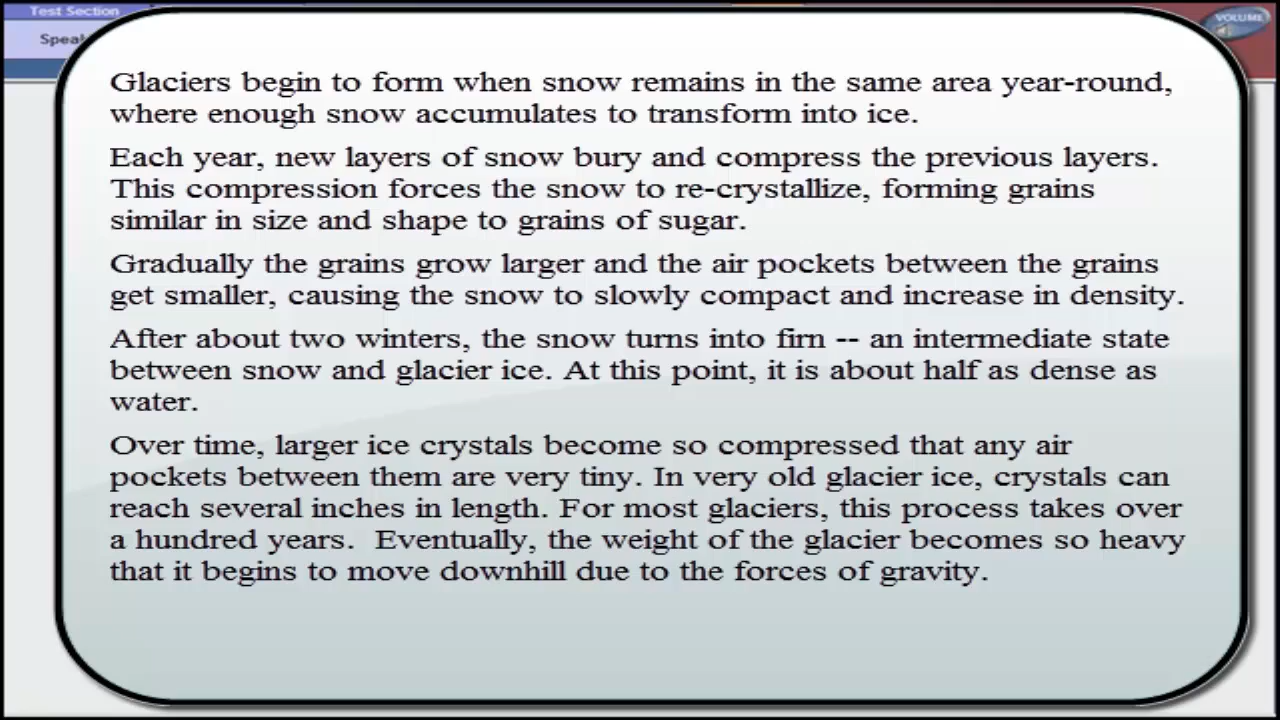 Test Section
VOLUME
Glaciers begin to form when snow remains in the same area year-round,
where enough snow accumulates to transform into ice.
Each year, new layers of snow bury and compress the previous layers.
This compression forces the snow to re-crystallize, forming grains
similar in size and shape to grains of sugar.
Gradually the grains grow larger and the air pockets between the grains
get smaller, causing the snow to slowly compact and increase in density.
After about two winters, the snow turns into firn -- an intermediate state
between snow and glacier ice. At this point, it is about half as dense as
water.
Over time, larger ice crystals become so compressed that any air
pockets between them are very tiny. In very old glacier ice, crystals can
reach several inches in length. For most glaciers, this process takes over
a hundred years. Eventually, the weight of the glacier becomes so heavy
that it begins to move downhill due to the forces of gravity.